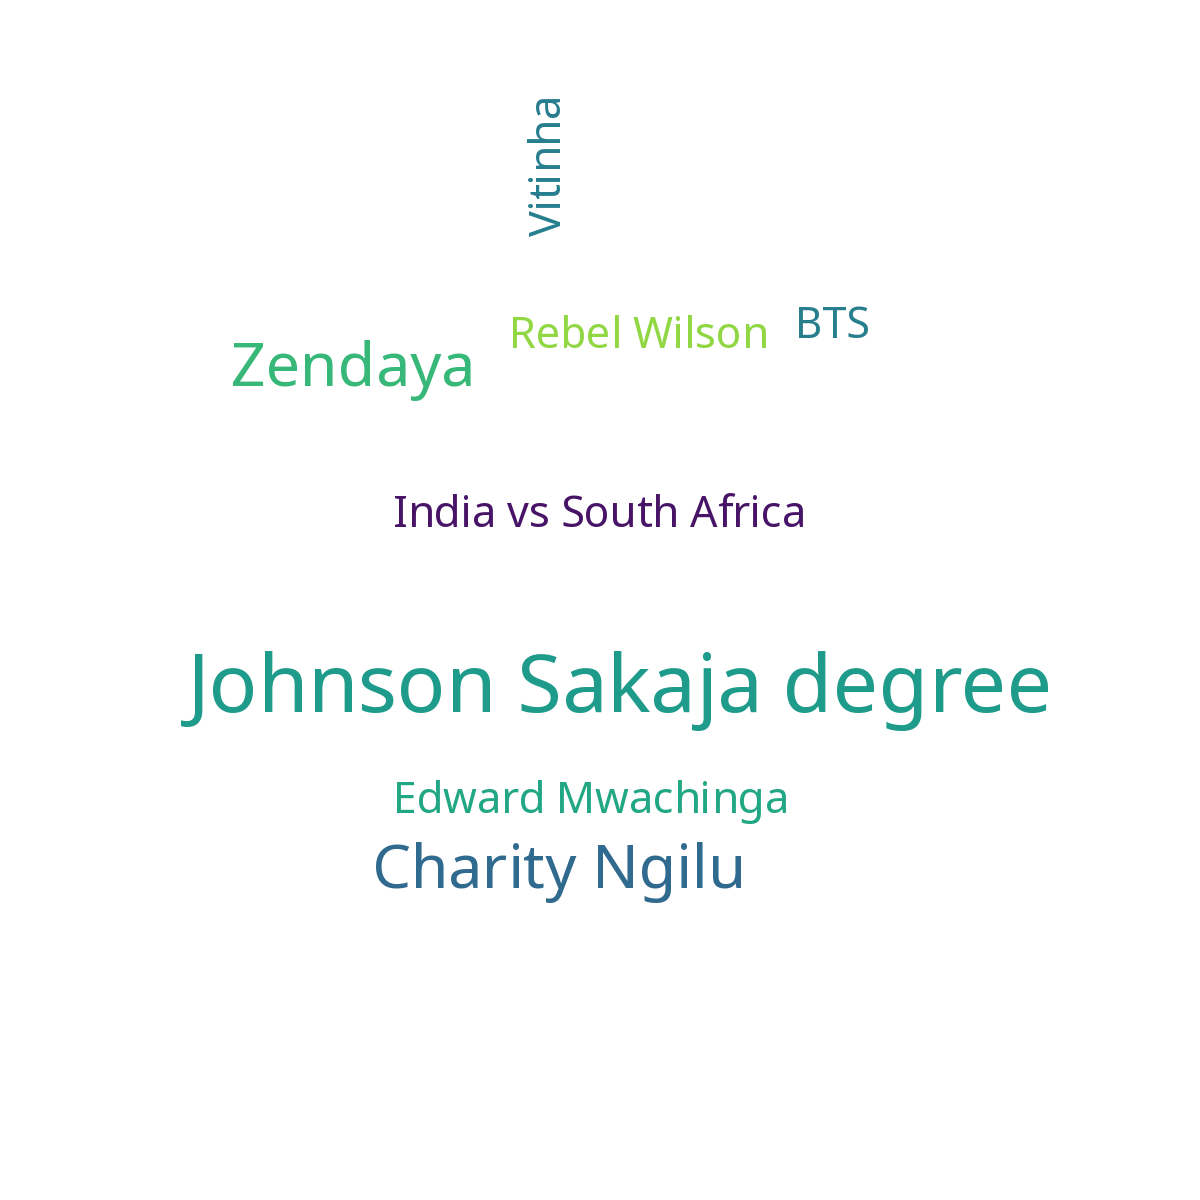 Vitinha
Rebel Wilson
BTS
Zendaya
India vs South Africa
Johnson Sakaja degree
Edward Mwachinga
Charity Ngilu